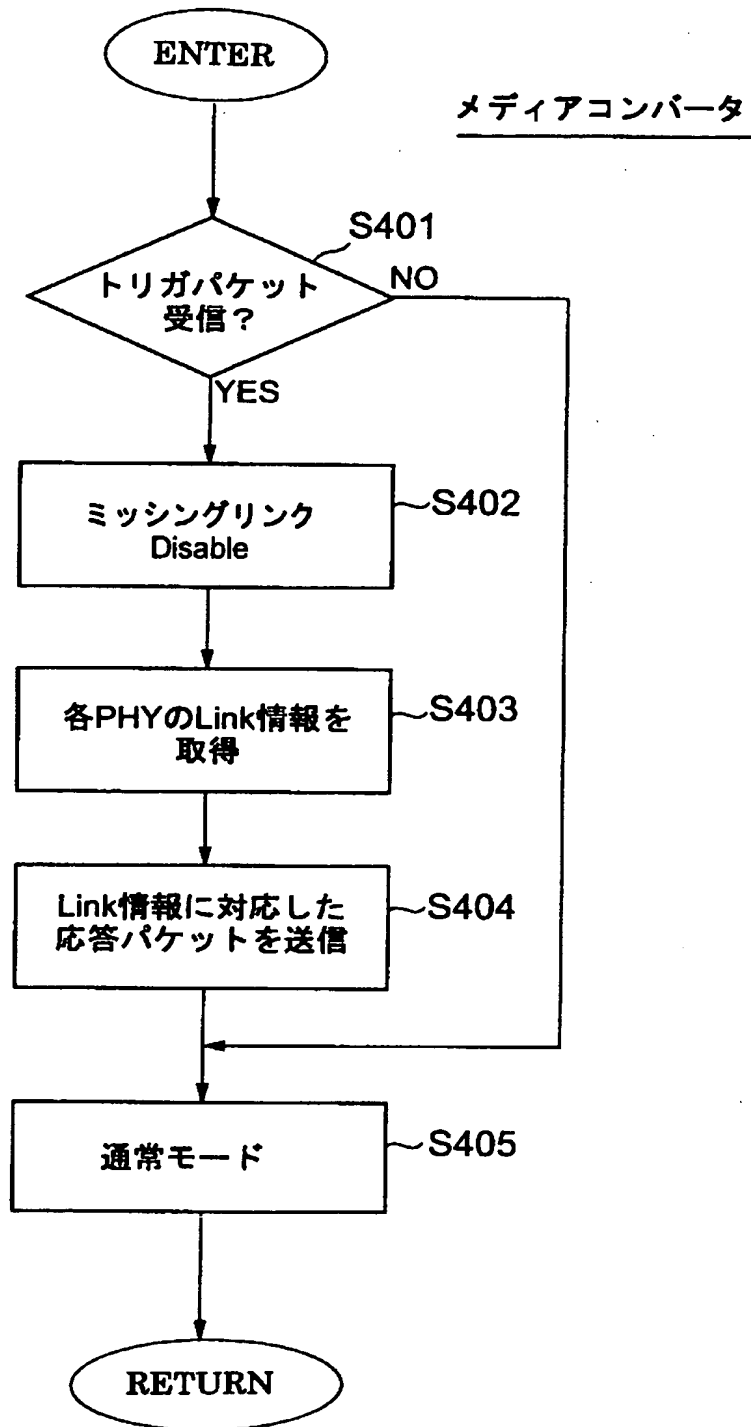 ENTER
メディアコンバータ
S401
トリガパケット
受信？
NO
YES
ミッシングリンク
Disable
S402
各PHYのLink情報を
取得
S403
Link情報に対応した
応答パケットを送信
S404
通常モード
S405
RETURN